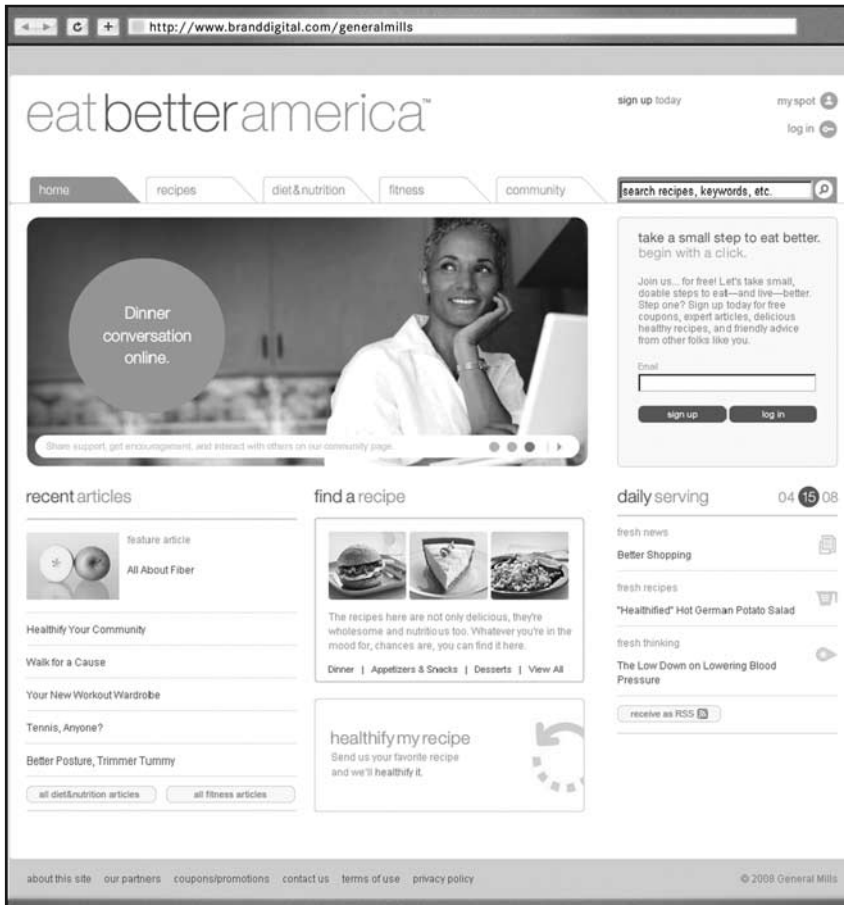 http://www.branddigital.com/generalmills
eatbetteramerica™
sign up today
my spot
log in
home
recipes
diet&nutrition
fitness
community
search recipes, keywords, etc.
Dinner
conversation
online.
Share support, get encouragement, and interact with others on our community page.
take a small step to eat better.
begin with a click.
Join us... for free! Let's take small,
doable steps to eat—and live—better.
Step one? Sign up today for free
coupons, expert articles, delicious
healthy recipes, and friendly advice
from other folks like you.
Email
sign up
log in
recent articles
feature article
All About Fiber
Healthify Your Community
Walk for a Cause
Your New Workout Wardrobe
Tennis, Anyone?
Better Posture, Trimmer Tummy
all diet&nutrition articles
all fitness articles
find a recipe
The recipes here are not only delicious, they're
wholesome and nutritious too. Whatever you're in the
mood for, chances are, you can find it here.
Dinner | Appetizers & Snacks | Desserts | View All
healthify my recipe
Send us your favorite recipe
and we'll healthify it.
daily serving
04 15 08
fresh news
Better Shopping
fresh recipes
"Healthified" Hot German Potato Salad
fresh thinking
The Low Down on Lowering Blood
Pressure
receive as RSS
about this site our partners coupons/promotions contact us terms of use privacy policy
© 2008 General Mills